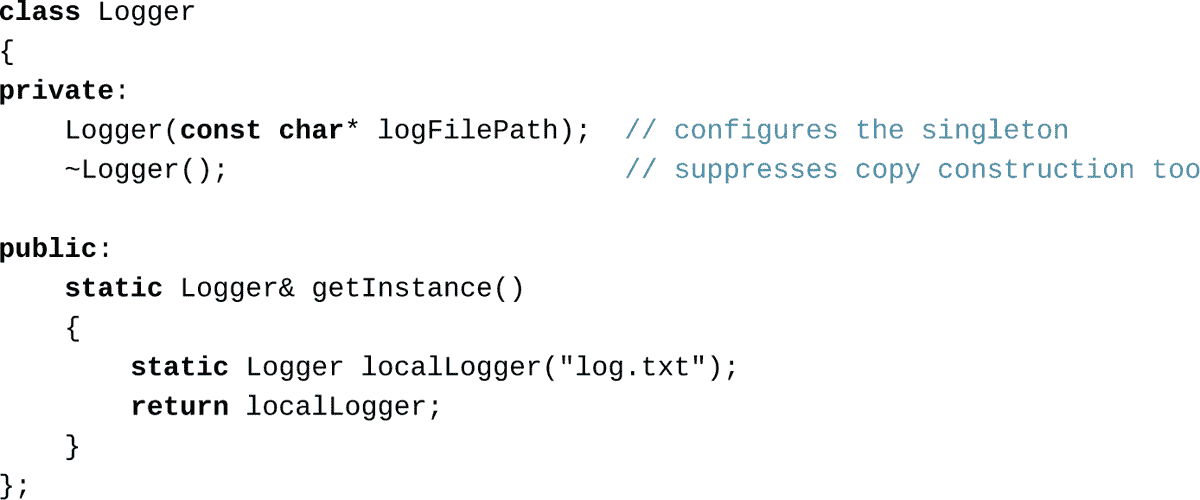 class Logger
{
private:
    Logger(const char* logFilePath);  // configures the singleton
    ~Logger();                        // suppresses copy construction too

public:
    static Logger& getInstance()
    {
        static Logger localLogger("log.txt");
        return localLogger;
    }
};